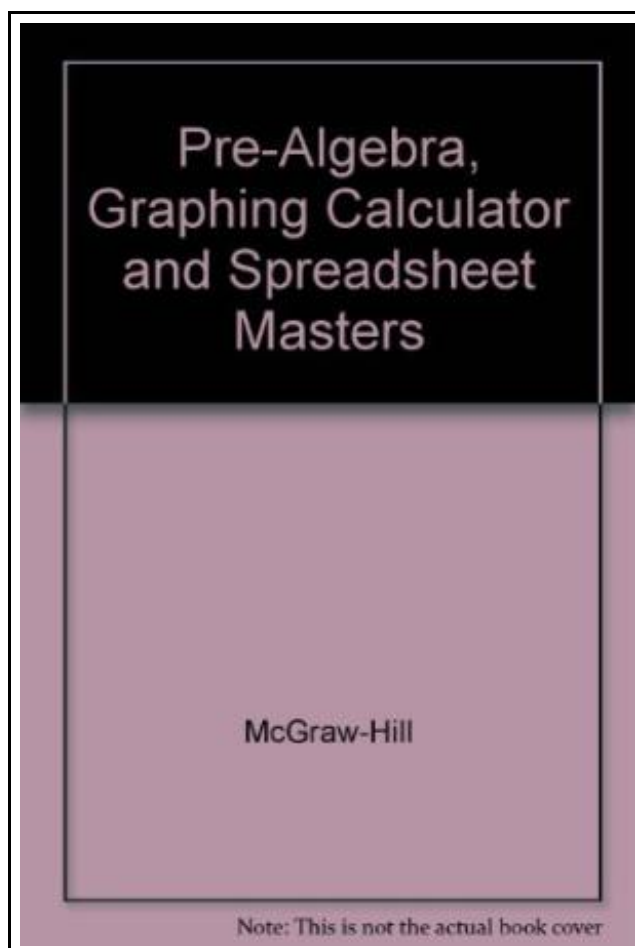 Pre-Algebra,
Graphing Calculator
and Spreadsheet
Masters
McGraw-Hill
Note: This is not the actual book cover